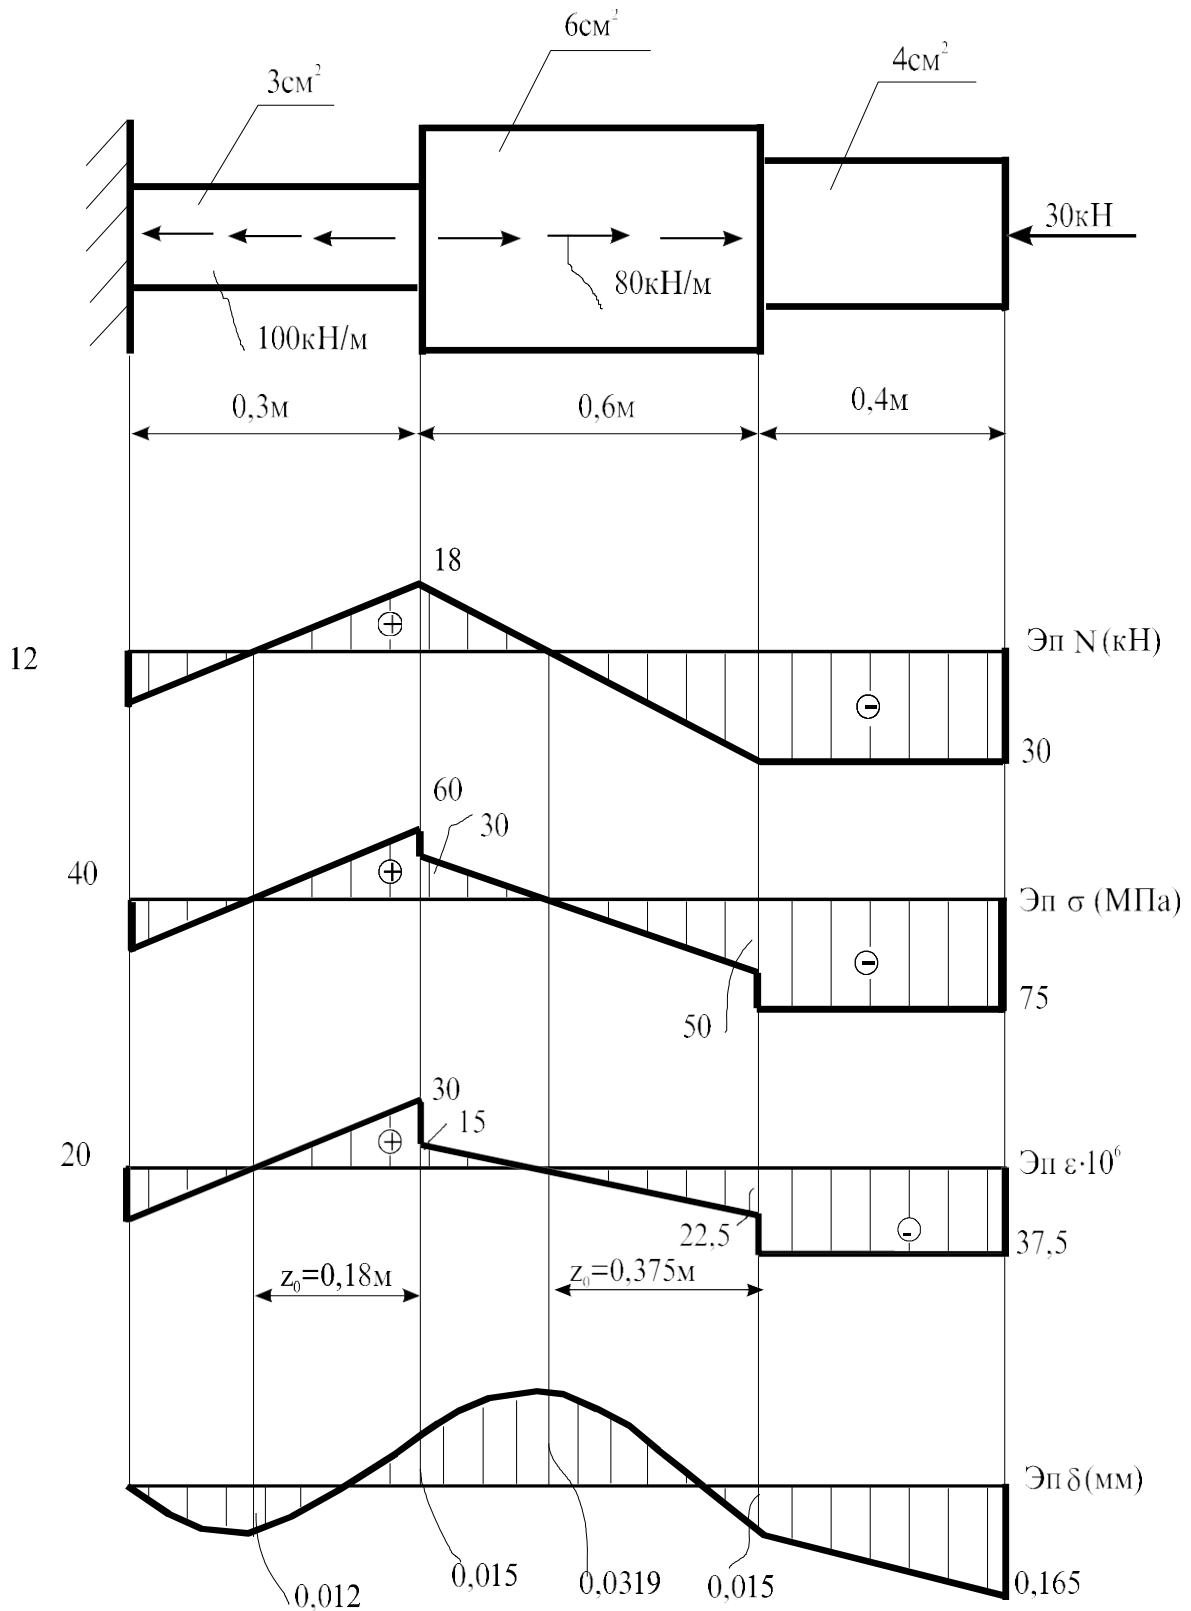 6см²
4см²
3см²
30кН
80кН/м
100кН/м
0,3м
0,6м
0,4м
18
12
Эп N (кН)
30
60
30
40
Эп σ (МПа)
75
50
30
15
20
Эп ε·10⁶
22,5
37,5
z₀=0,18м
z₀=0,375м
Эп δ (мм)
0,012
0,015
0,0319
0,015
0,165